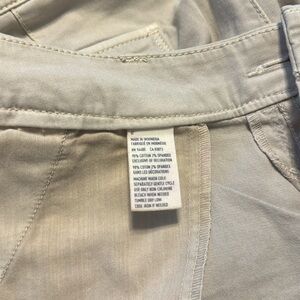 MADE IN INDONESIA
FABRIQUÉ EN INDONÉSIE
RN CA
98% COTTON 2% SPANDEX
EXCLUSIVE OF DECORATION
98% COTON 2% SPANDEX
SANS LES DÉCORATIONS
MACHINE WASH COLD
SEPARATELY GENTLE CYCLE
USE ONLY NON-CHLORINE
BLEACH WHEN NEEDED
TUMBLE DRY LOW
COOL IRON IF NEEDED